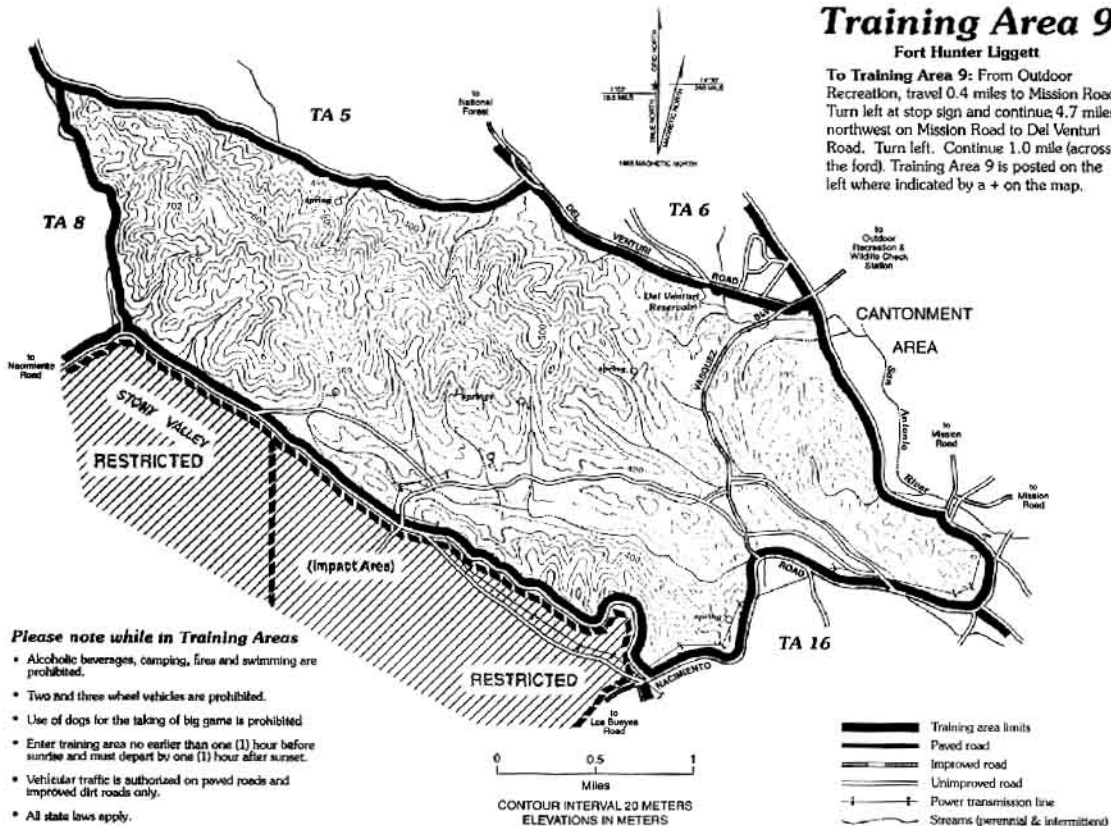 Training Area 9
Fort Hunter Liggett
To Training Area 9: From Outdoor
Recreation, travel 0.4 miles to Mission Road
Turn left at stop sign and continue 4.7 miles
northwest on Mission Road to Del Venturi
Road. Turn left. Continue 1.0 mile (across
the ford). Training Area 9 is posted on the
left where indicated by a + on the map.
GRID NORTH
TRUE NORTH
MAGNETIC NORTH
MAGNETIC NORTH
to
National
Forest
TA 5
TA 6
TA 8
DEL
VENTURI
ROAD
to
Outdoor
Recreation &
Wildlife Check
Station
spring
702
500
400
Del Venturi
Reservoir
CANTONMENT
AREA
VASQUEZ
San
Antonio
River
to
Nacimiento
Road
spring
springs
to
Mission
Road
to
Mission
Road
STONY VALLEY
RESTRICTED
(Impact Area)
ROAD
spring
TA 16
RESTRICTED
NACIMIENTO
to
Los Bueyes
Road
Please note while in Training Areas
• Alcoholic beverages, camping, fires and swimming are
prohibited.
• Two and three wheel vehicles are prohibited.
• Use of dogs for the taking of big game is prohibited
• Enter training area no earlier than one (1) hour before
sunrise and must depart by one (1) hour after sunset.
• Vehicular traffic is authorized on paved roads and
improved dirt roads only.
• All state laws apply.
0 0.5 1
Miles
CONTOUR INTERVAL 20 METERS
ELEVATIONS IN METERS
Training area limits
Paved road
Improved road
Unimproved road
Power transmission line
Streams (perennial & intermittent)